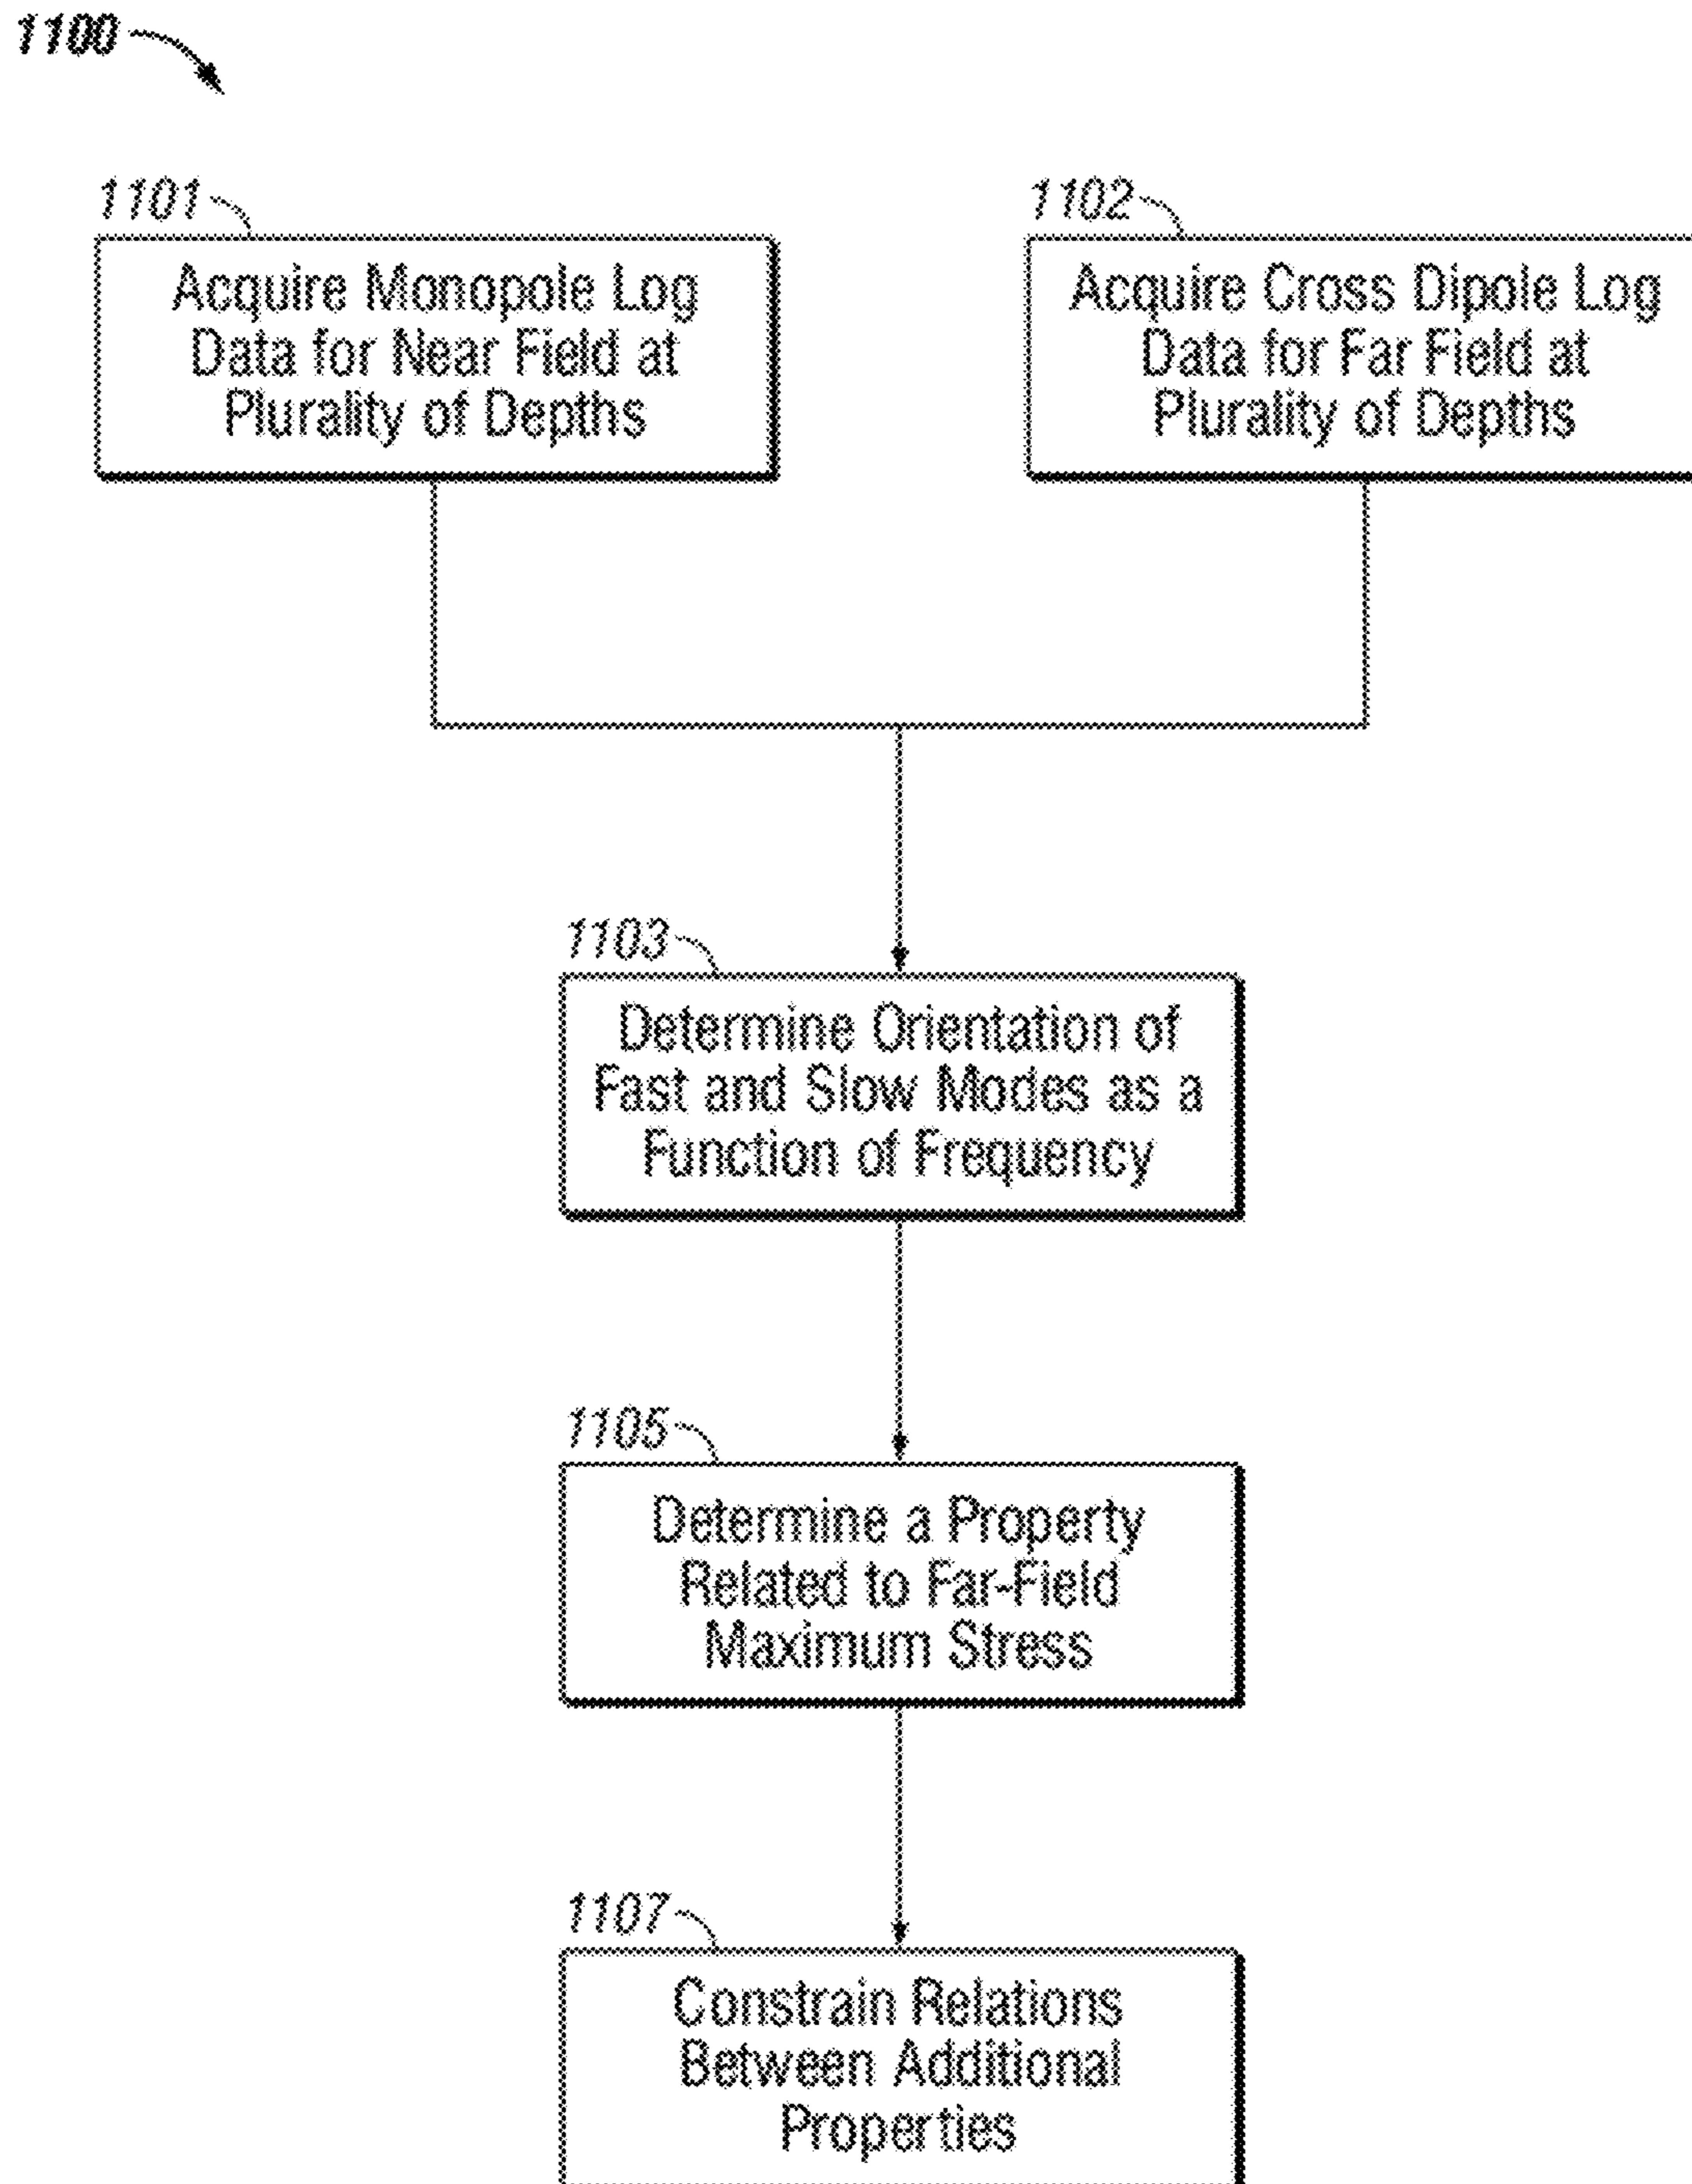 1100
1101
Acquire Monopole Log
Data for Near Field at
Plurality of Depths
1102
Acquire Cross Dipole Log
Data for Far Field at
Plurality of Depths
1103
Determine Orientation of
Fast and Slow Modes as a
Function of Frequency
1105
Determine a Property
Related to Far-Field
Maximum Stress
1107
Constrain Relations
Between Additional
Properties